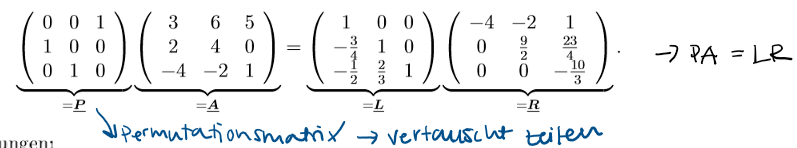 ( 0 0 1 ) ( 3 6 5 ) = ( 1 0 0 ) ( -4 -2 1 )
( 1 0 0 ) ( 2 4 0 ) ( -3/4 1 0 ) ( 0 9/2 23/4 ) . → PA = LR
( 0 1 0 ) ( -4 -2 1 ) ( -1/2 2/3 1 ) ( 0 0 -10/3 )
=P =A =L =R
↳ Permutationsmatrix → vertauscht Zeilen
ungen: